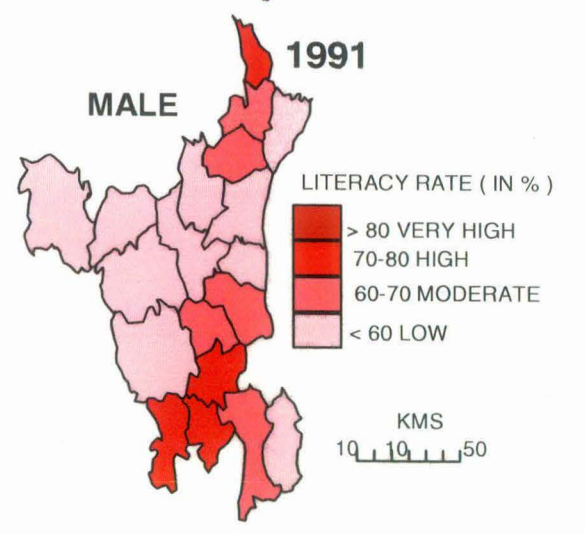 1991
MALE
LITERACY RATE ( IN % )
> 80 VERY HIGH
70-80 HIGH
60-70 MODERATE
< 60 LOW
KMS
10 10 50